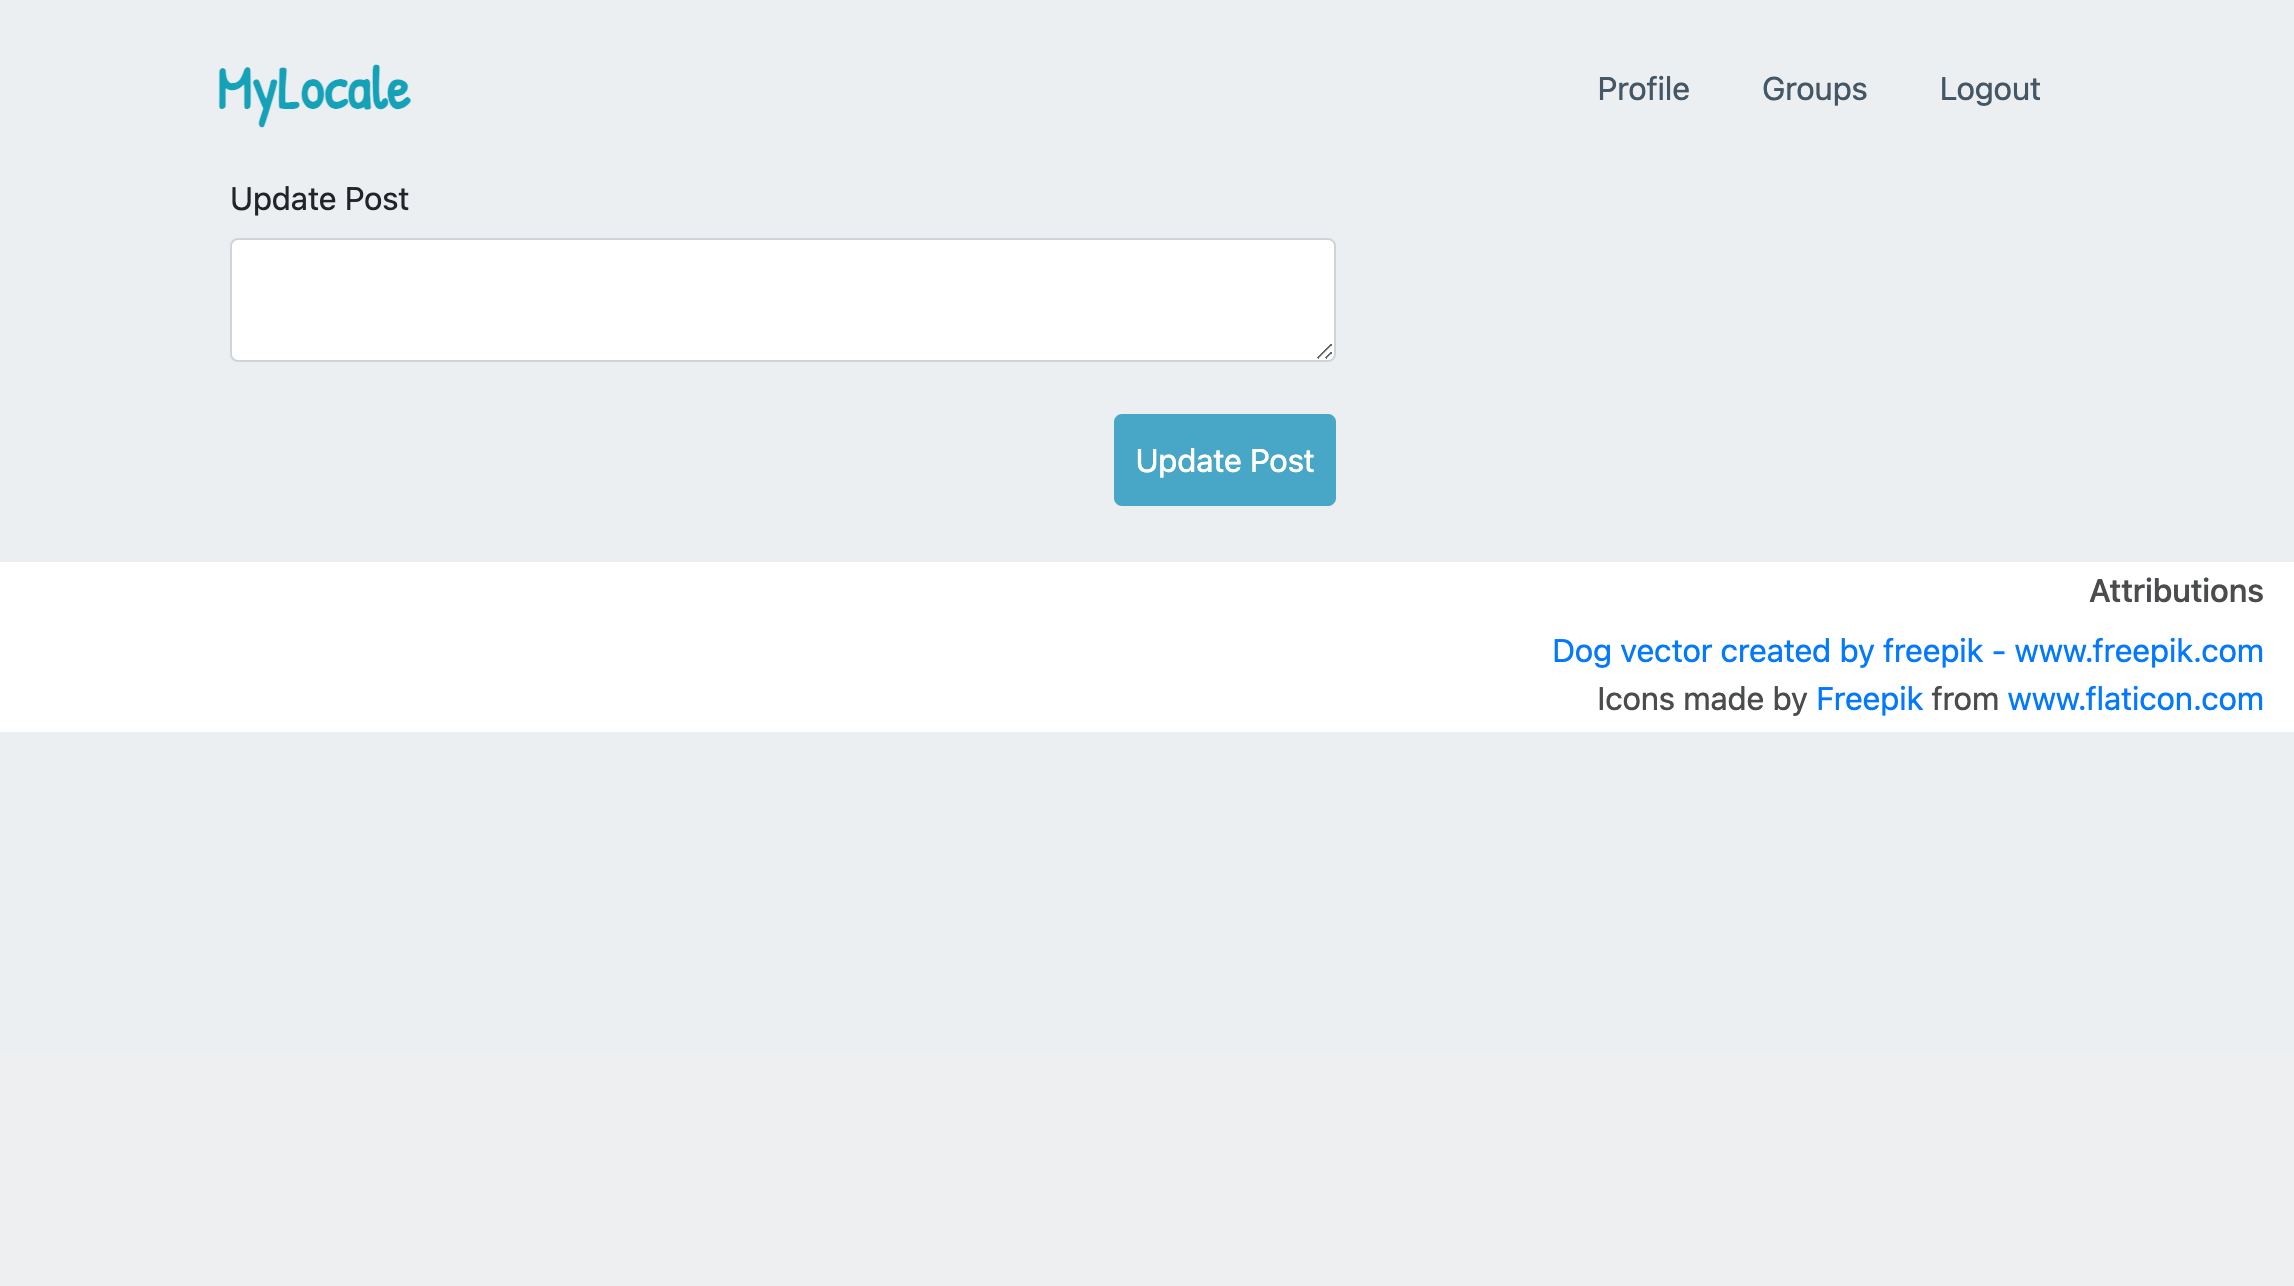 MyLocale
Profile Groups Logout
Update Post
Update Post
Attributions
Dog vector created by freepik - www.freepik.com
Icons made by Freepik from www.flaticon.com